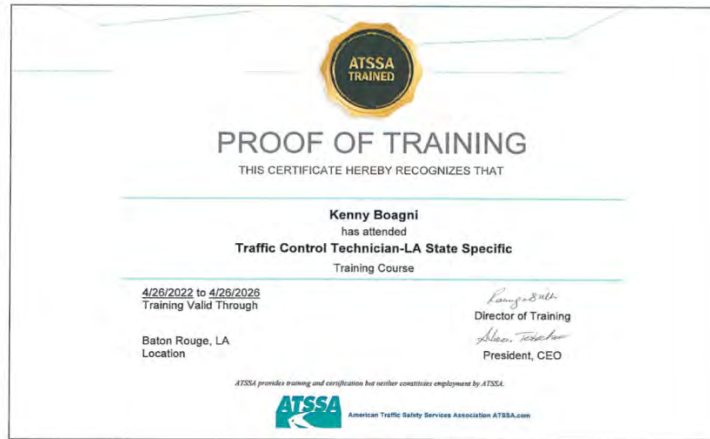 ATSSA
TRAINED
PROOF OF TRAINING
THIS CERTIFICATE HEREBY RECOGNIZES THAT
Kenny Boagni
has attended
Traffic Control Technician-LA State Specific
Training Course
4/26/2022 to 4/26/2026
Training Valid Through
Director of Training
Baton Rouge, LA
Location
President, CEO
ATSSA provides training and certification but neither constitutes employment by ATSSA.
ATSSA
American Traffic Safety Services Association ATSSA.com